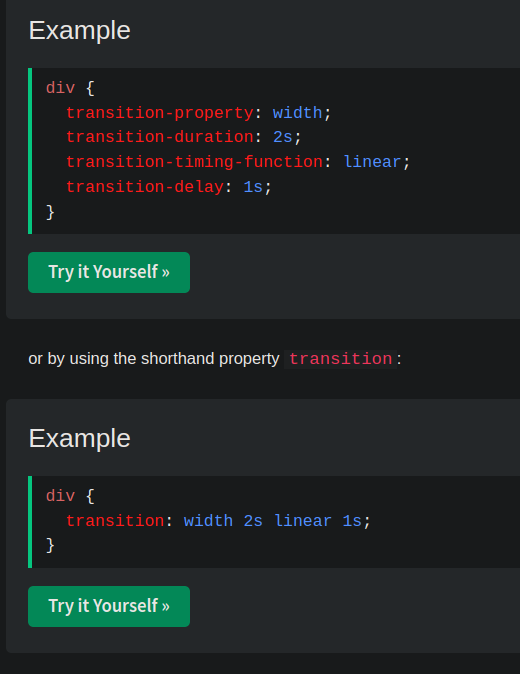 Example
div {
  transition-property: width;
  transition-duration: 2s;
  transition-timing-function: linear;
  transition-delay: 1s;
}
Try it Yourself »
or by using the shorthand property transition:
Example
div {
  transition: width 2s linear 1s;
}
Try it Yourself »